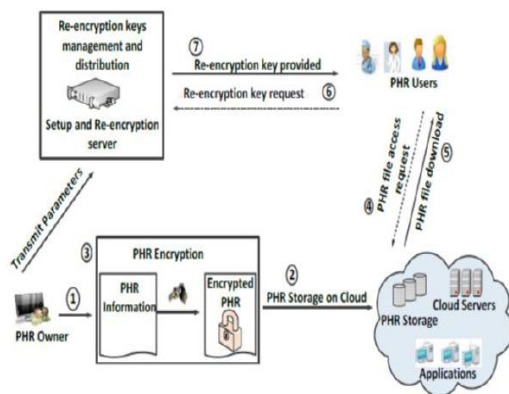 Re-encryption keys
management and
distribution
Setup and Re-encryption
server
⑦
Re-encryption key provided
Re-encryption key request
⑥
PHR Users
④
PHR file access
request
PHR file download
⑤
Transmit Parameters
③
PHR Encryption
PHR
Information
Encrypted
PHR
①
PHR Owner
②
PHR Storage on Cloud
Cloud Servers
PHR Storage
Applications